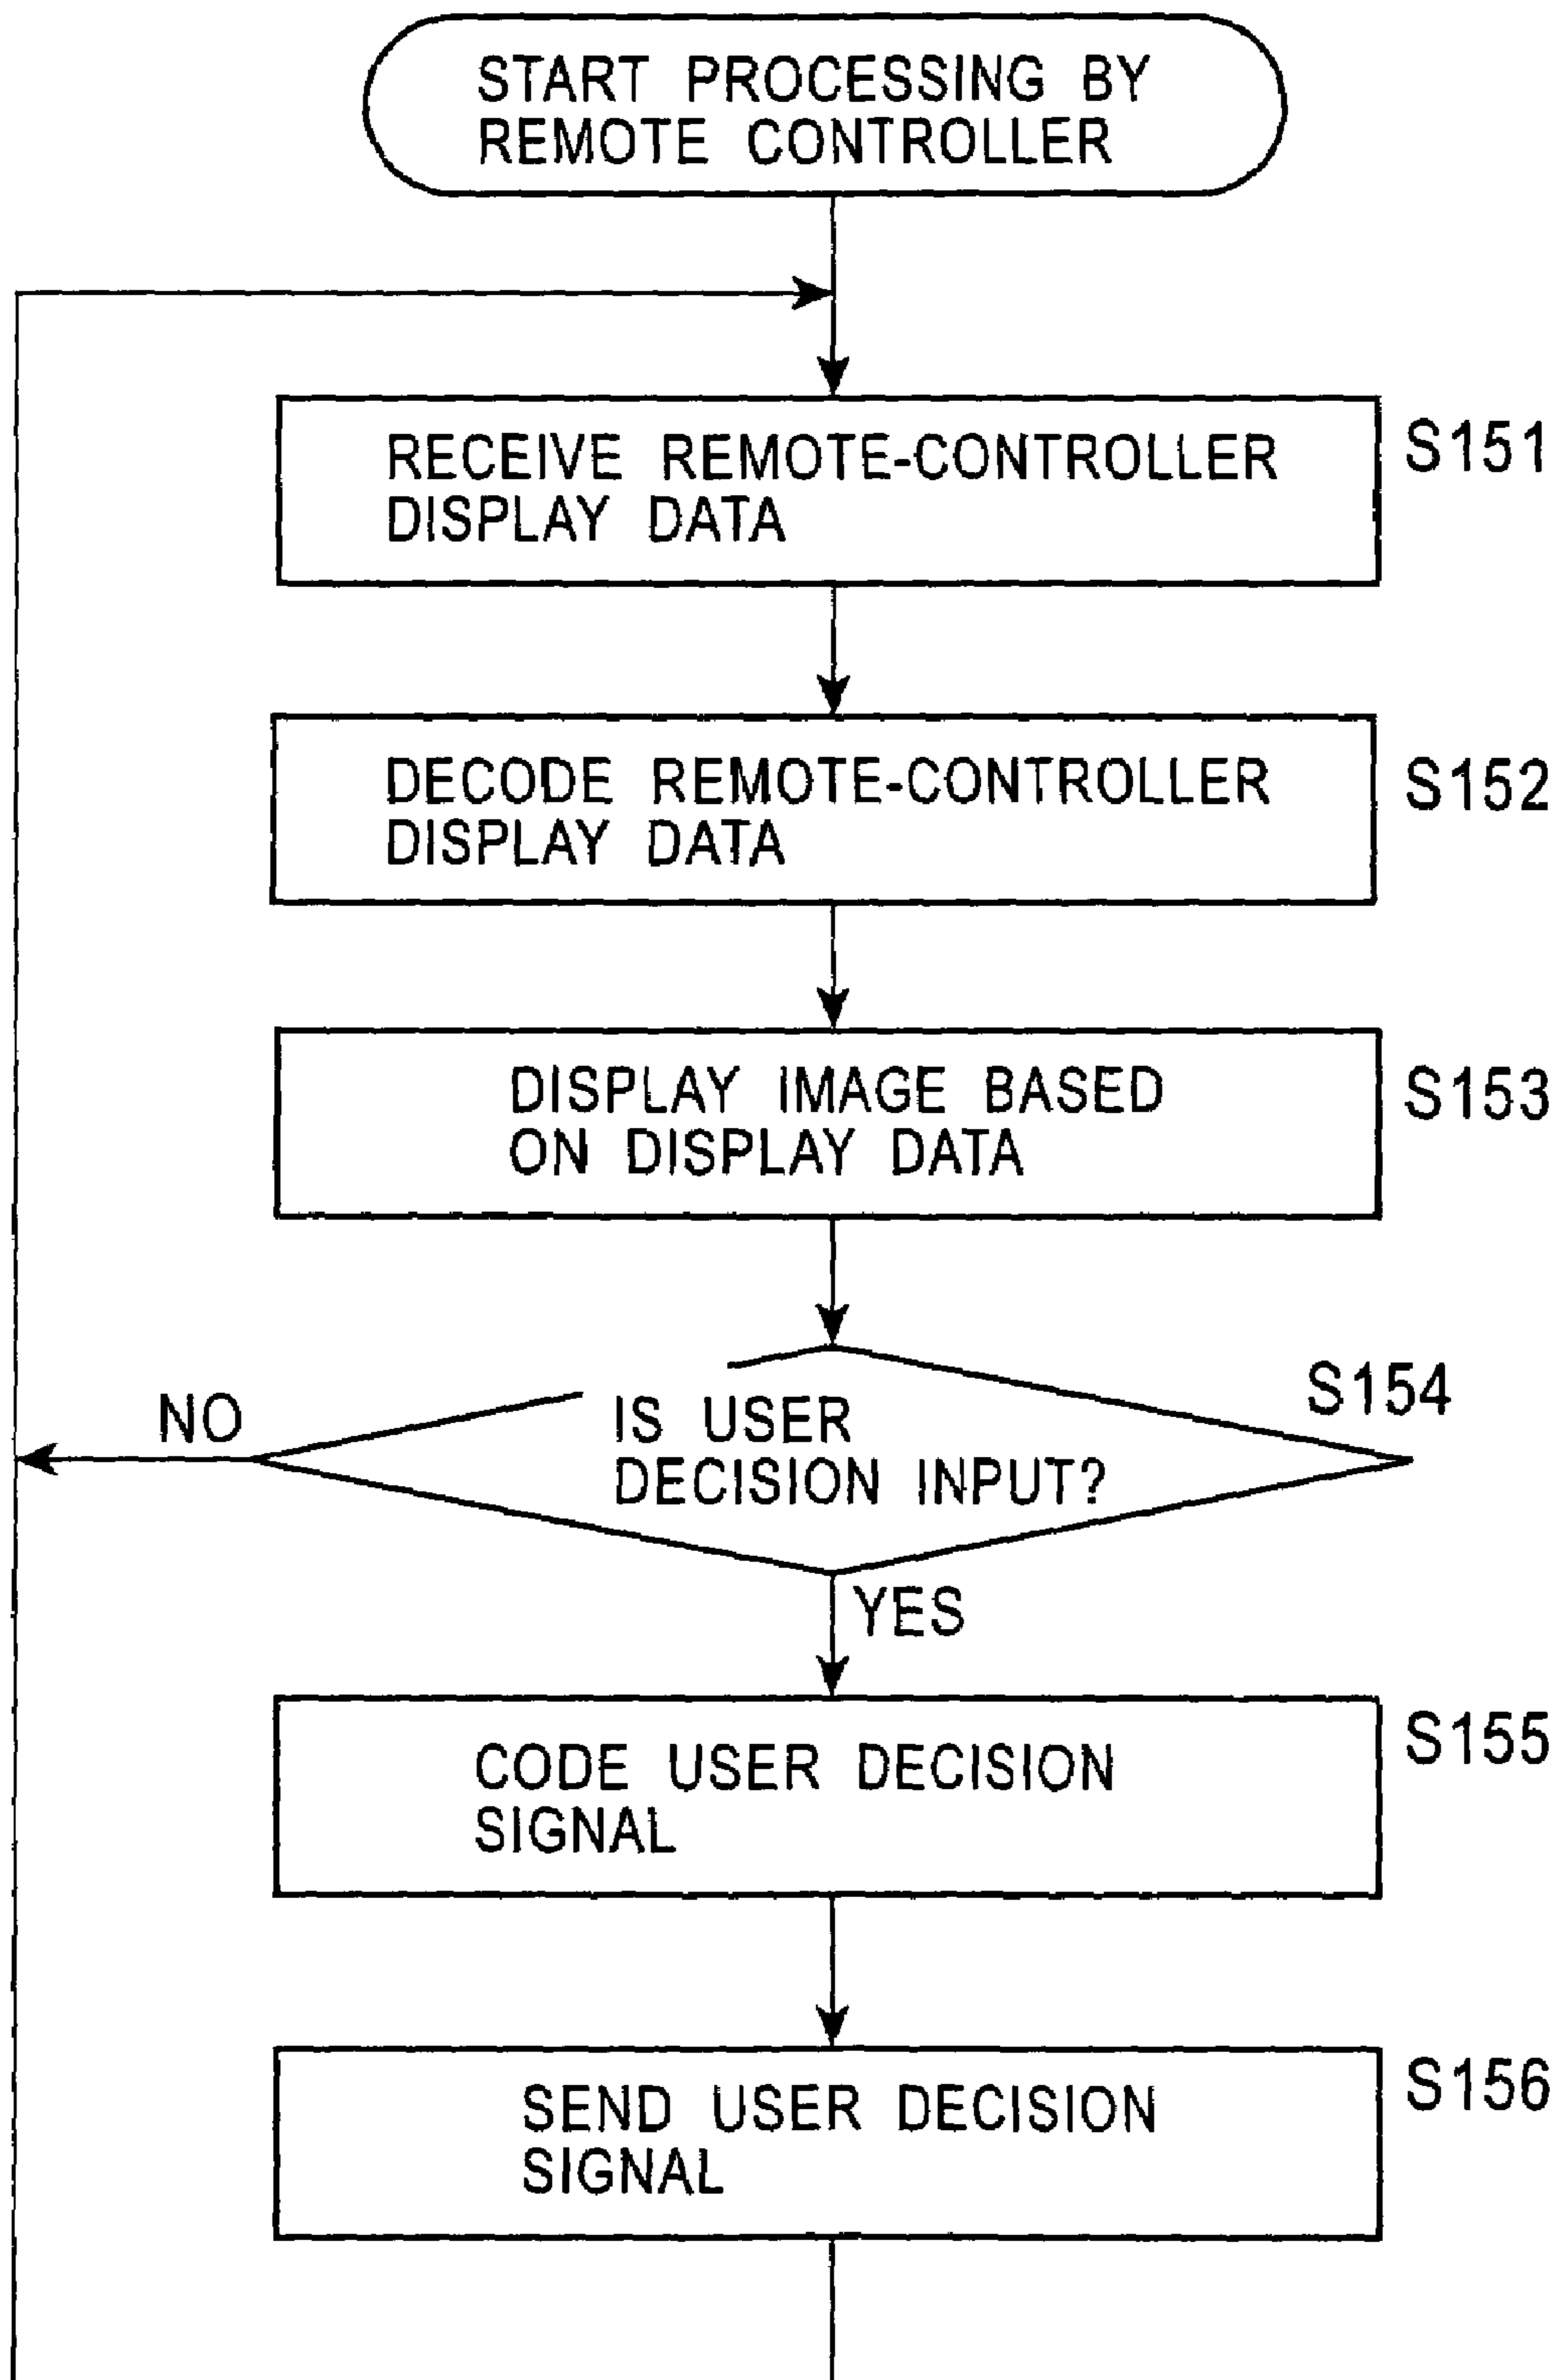 START PROCESSING BY
REMOTE CONTROLLER
RECEIVE REMOTE-CONTROLLER
DISPLAY DATA
S151
DECODE REMOTE-CONTROLLER
DISPLAY DATA
S152
DISPLAY IMAGE BASED
ON DISPLAY DATA
S153
S154
NO
IS USER
DECISION INPUT?
YES
CODE USER DECISION
SIGNAL
S155
SEND USER DECISION
SIGNAL
S156